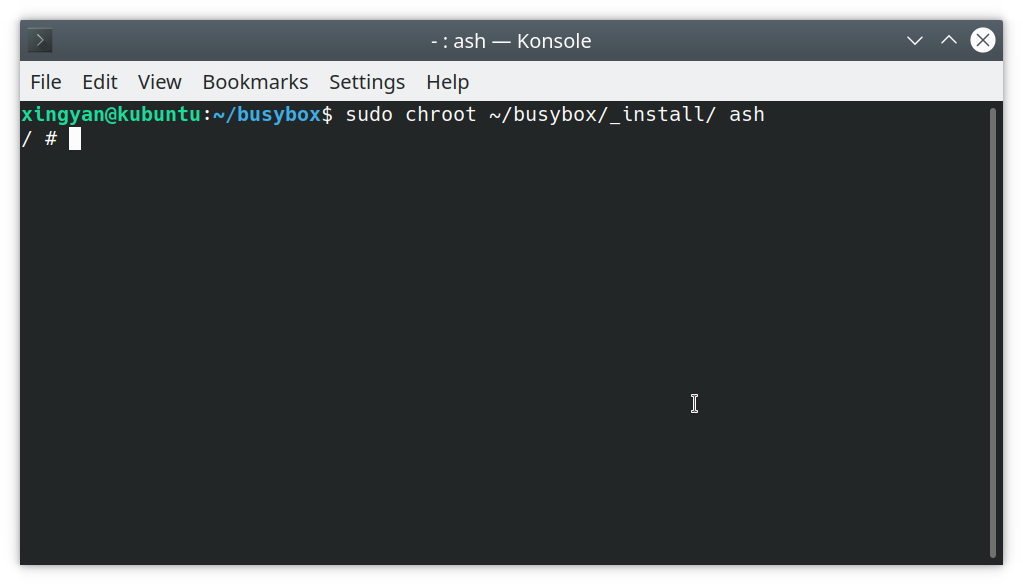 - : ash — Konsole
File Edit View Bookmarks Settings Help
xingyan@kubuntu:~/busybox$ sudo chroot ~/busybox/_install/ ash
/ #